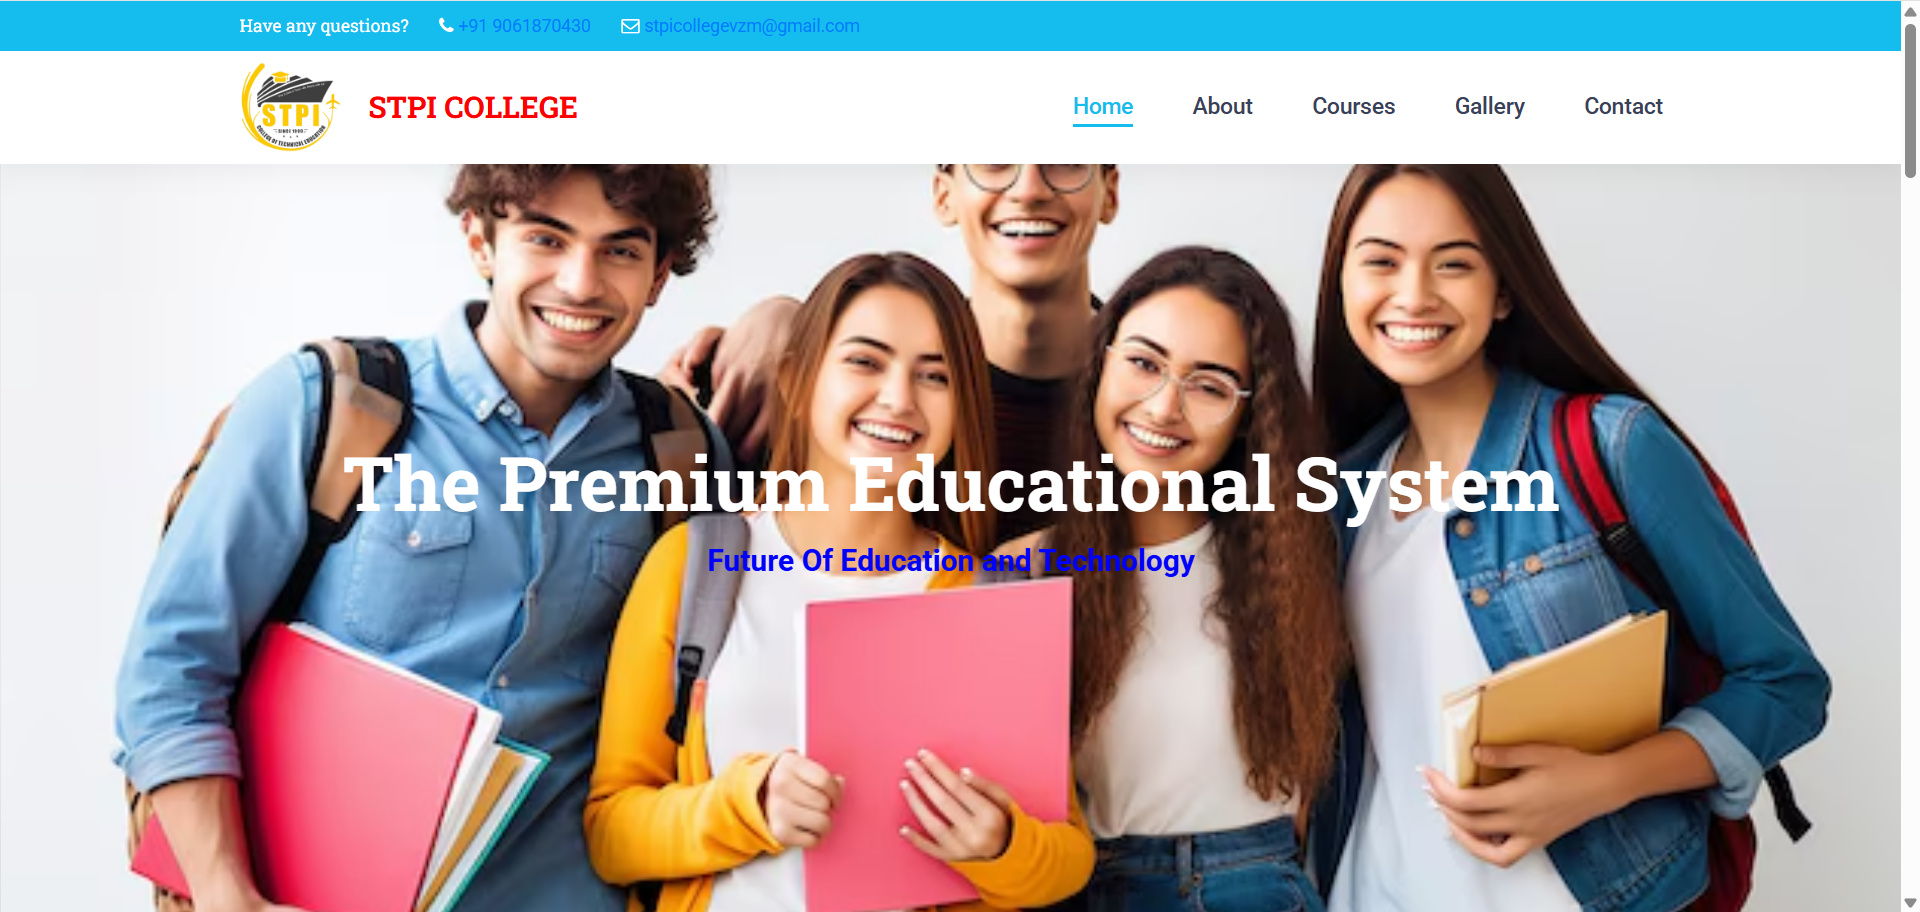 Have any questions? +91 9061870430 stpicollegevzm@gmail.com
STPI
SINCE 1999
COLLEGE OF TECHNICAL EDUCATION
STPI COLLEGE
Home About Courses Gallery Contact
The Premium Educational System
Future Of Education and Technology